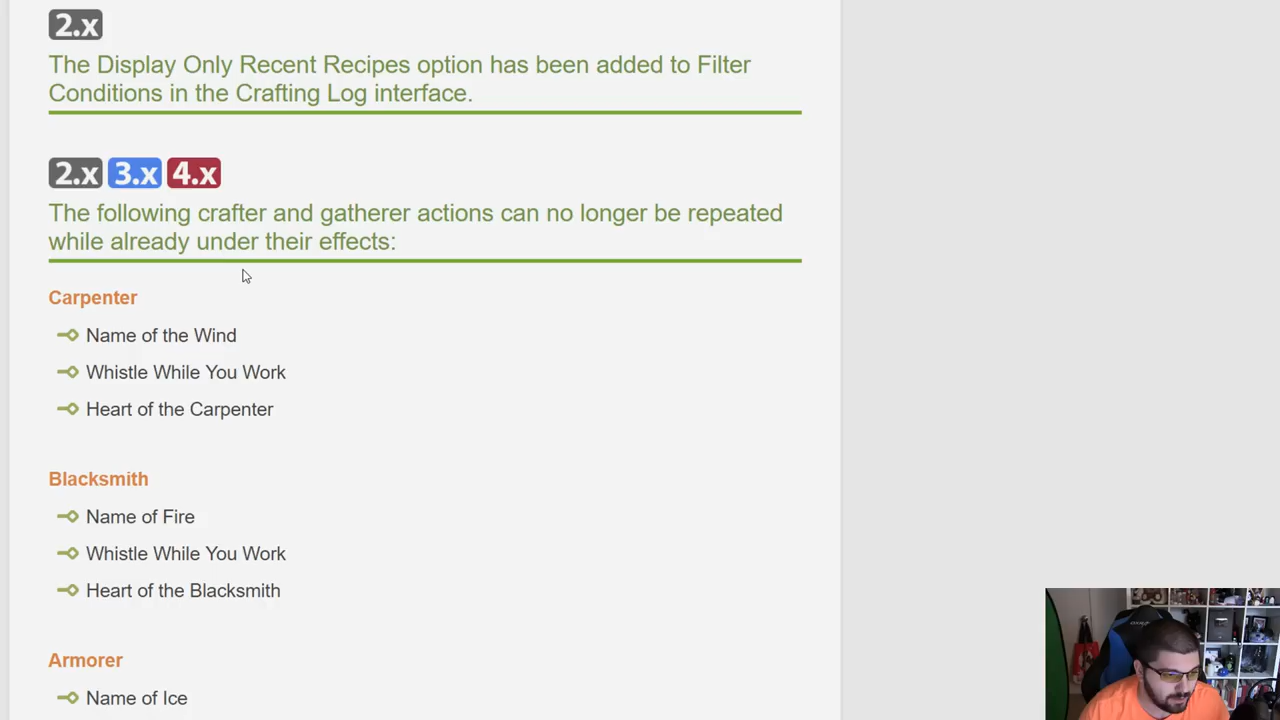 2.x
The Display Only Recent Recipes option has been added to Filter
Conditions in the Crafting Log interface.
2.x 3.x 4.x
The following crafter and gatherer actions can no longer be repeated
while already under their effects:
Carpenter
Name of the Wind
Whistle While You Work
Heart of the Carpenter
Blacksmith
Name of Fire
Whistle While You Work
Heart of the Blacksmith
Armorer
Name of Ice